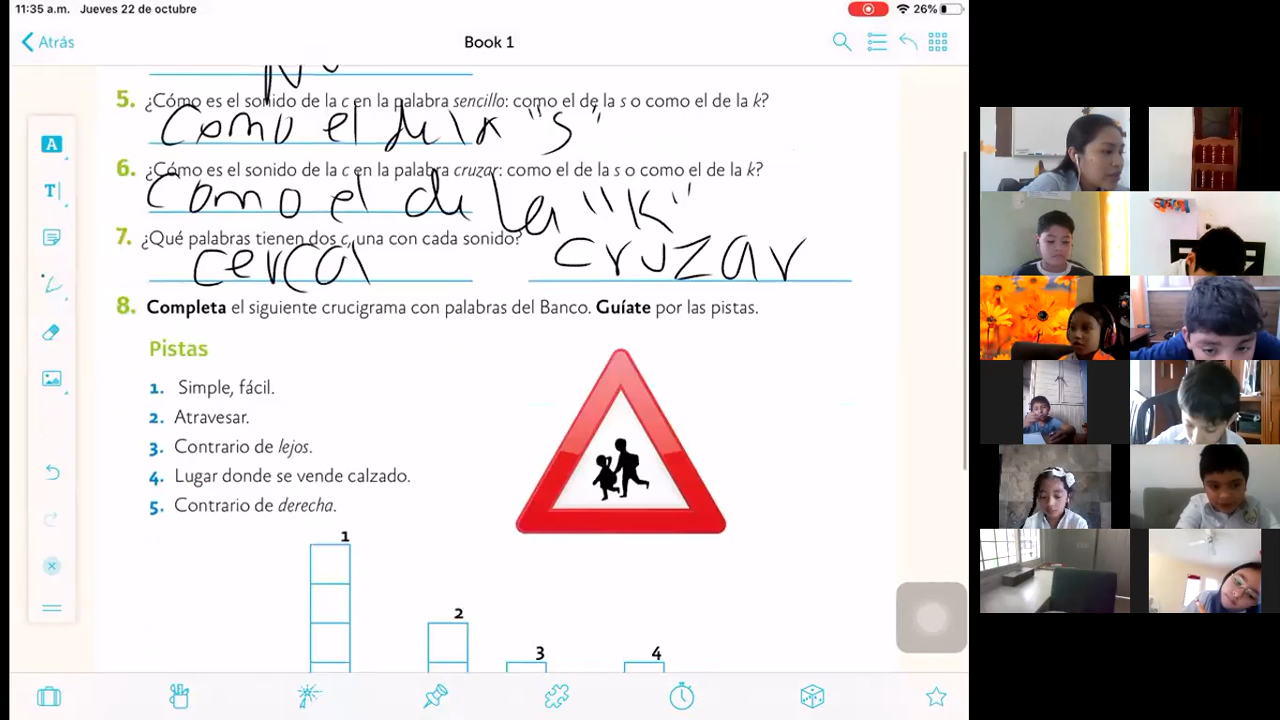 11:35 a.m. Jueves 22 de octubre 26%
Atrás
Book 1
5. ¿Cómo es el sonido de la c en la palabra sencillo: como el de la s o como el de la k?
Como el de la "s"
6. ¿Cómo es el sonido de la c en la palabra cruzar: como el de la s o como el de la k?
Como el de la "K"
7. ¿Qué palabras tienen dos c, una con cada sonido?
cerca cruzar
8. Completa el siguiente crucigrama con palabras del Banco. Guíate por las pistas.
Pistas
1. Simple, fácil.
2. Atravesar.
3. Contrario de lejos.
4. Lugar donde se vende calzado.
5. Contrario de derecha.
1
2
3
4
A
T